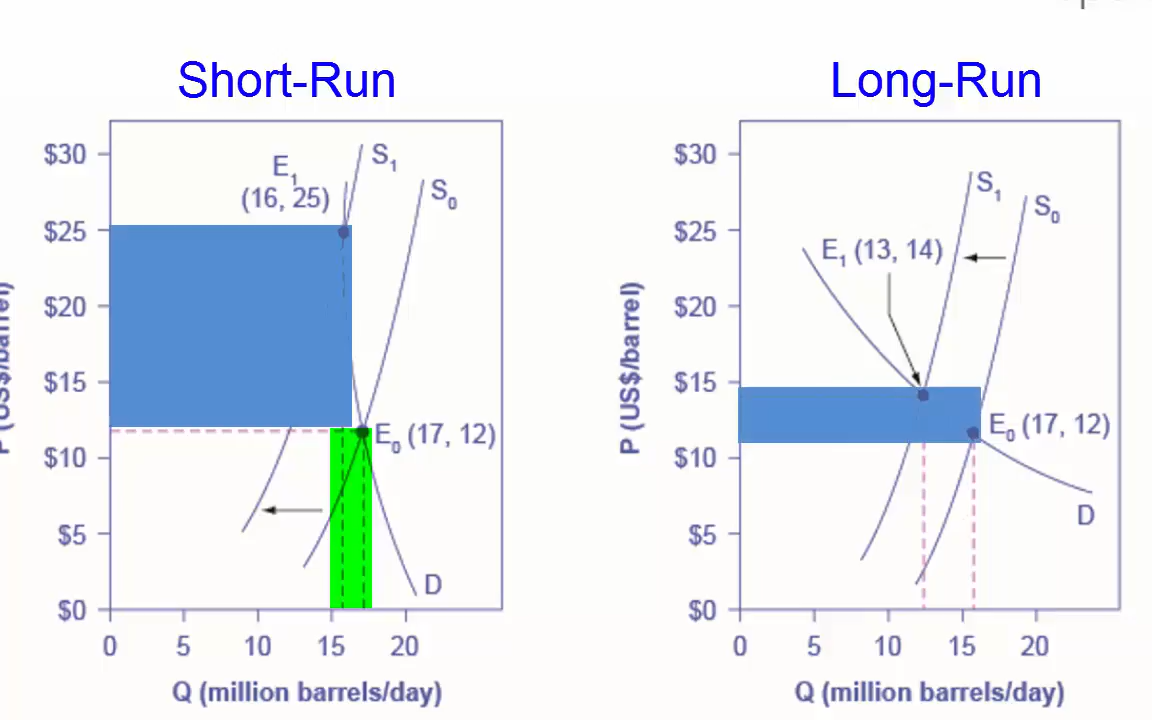 Short-Run
Long-Run
$30
$25
$20
$15
$10
$5
$0
P (US$/barrel)
E1
(16, 25)
S1
S0
E0 (17, 12)
D
0 5 10 15 20
Q (million barrels/day)
$30
$25
$20
$15
$10
$5
$0
P (US$/barrel)
S1
S0
E1 (13, 14)
E0 (17, 12)
D
0 5 10 15 20
Q (million barrels/day)